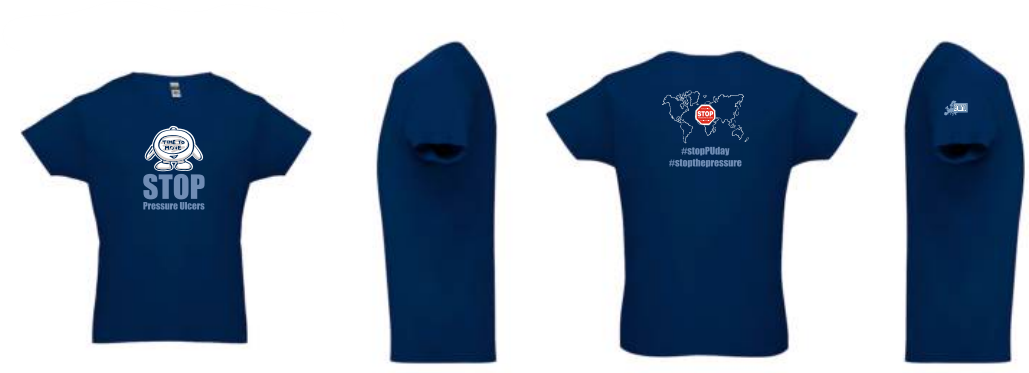 TIME TO
MOVE
STOP
Pressure Ulcers
STOP
#stopPUday
#stopthepressure